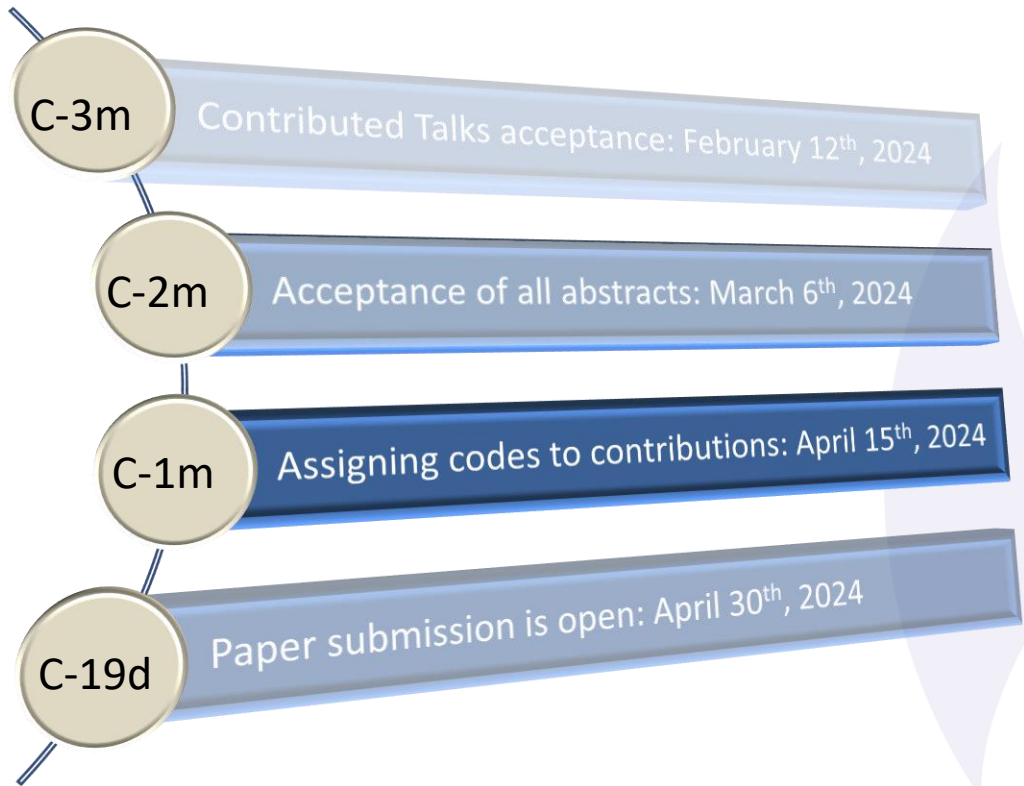 C-3m
Contributed Talks acceptance: February 12th, 2024
C-2m
Acceptance of all abstracts: March 6th, 2024
C-1m
Assigning codes to contributions: April 15th, 2024
C-19d
Paper submission is open: April 30th, 2024